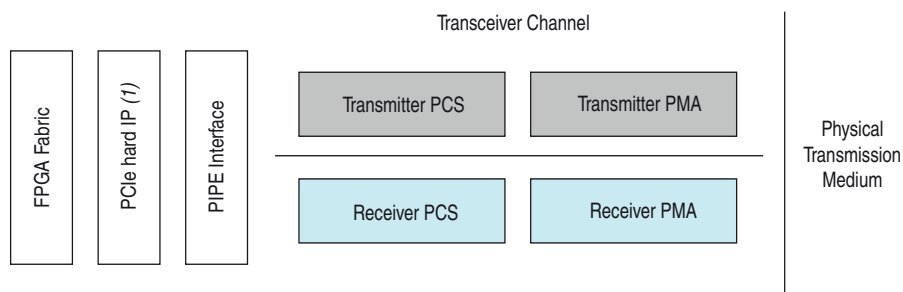 Transceiver Channel
FPGA Fabric
PCIe hard IP (1)
PIPE Interface
Transmitter PCS
Transmitter PMA
Receiver PCS
Receiver PMA
Physical
Transmission
Medium